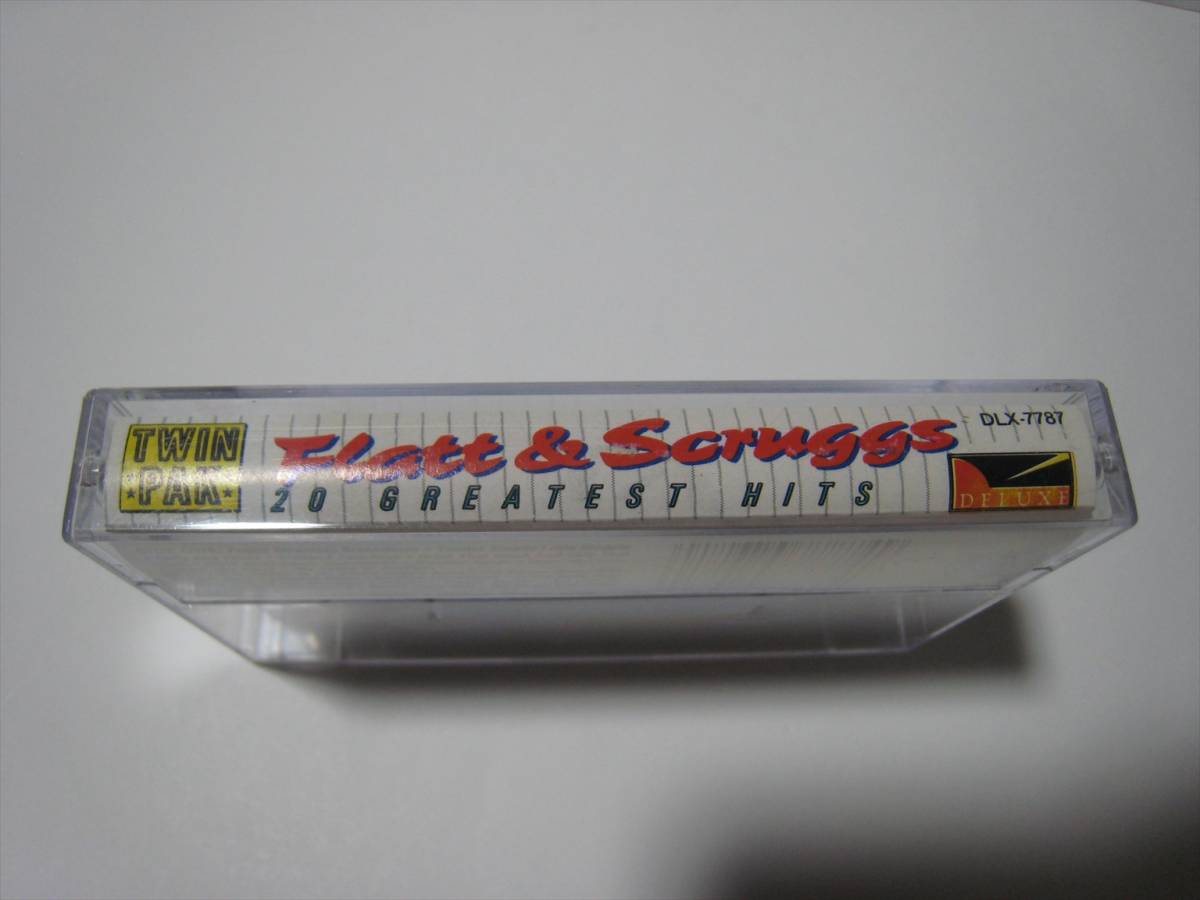 TWIN
PAK
Flatt & Scruggs
20 GREATEST HITS
DLX-7787
DELUXE